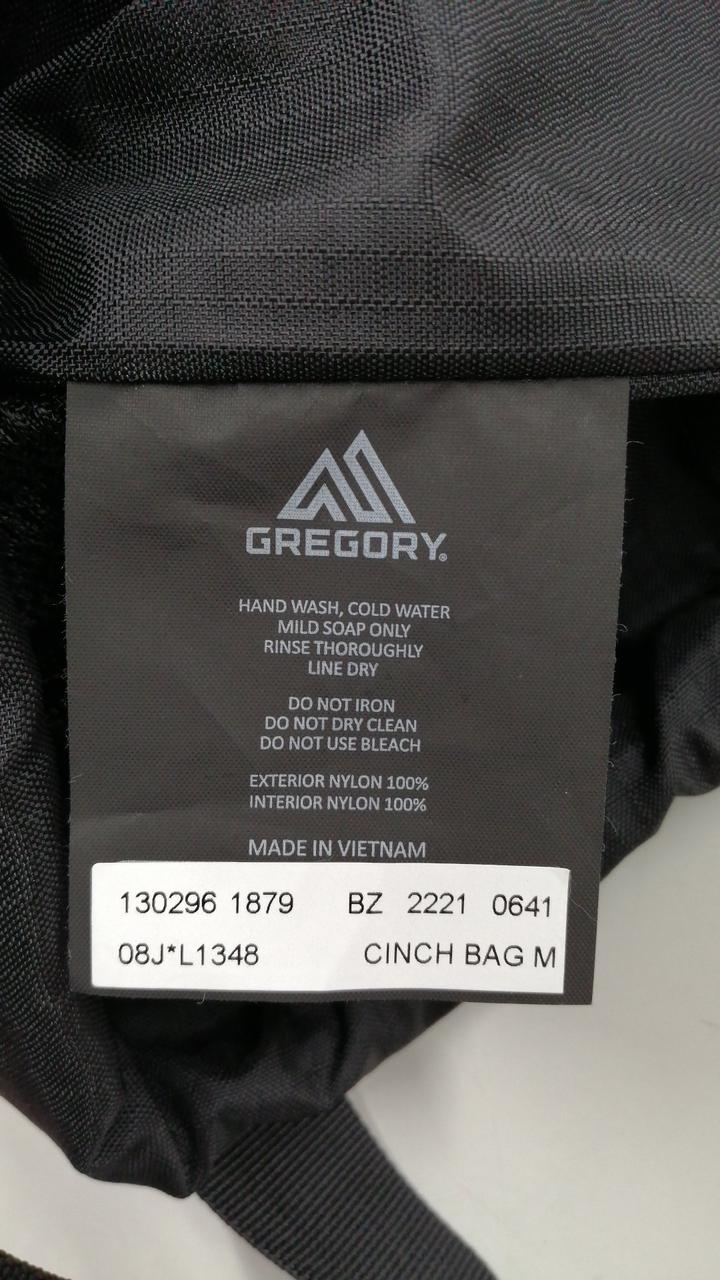 GREGORY®
HAND WASH, COLD WATER
MILD SOAP ONLY
RINSE THOROUGHLY
LINE DRY
DO NOT IRON
DO NOT DRY CLEAN
DO NOT USE BLEACH
EXTERIOR NYLON 100%
INTERIOR NYLON 100%
MADE IN VIETNAM
130296 1879 BZ 2221 0641
08J*L1348 CINCH BAG M